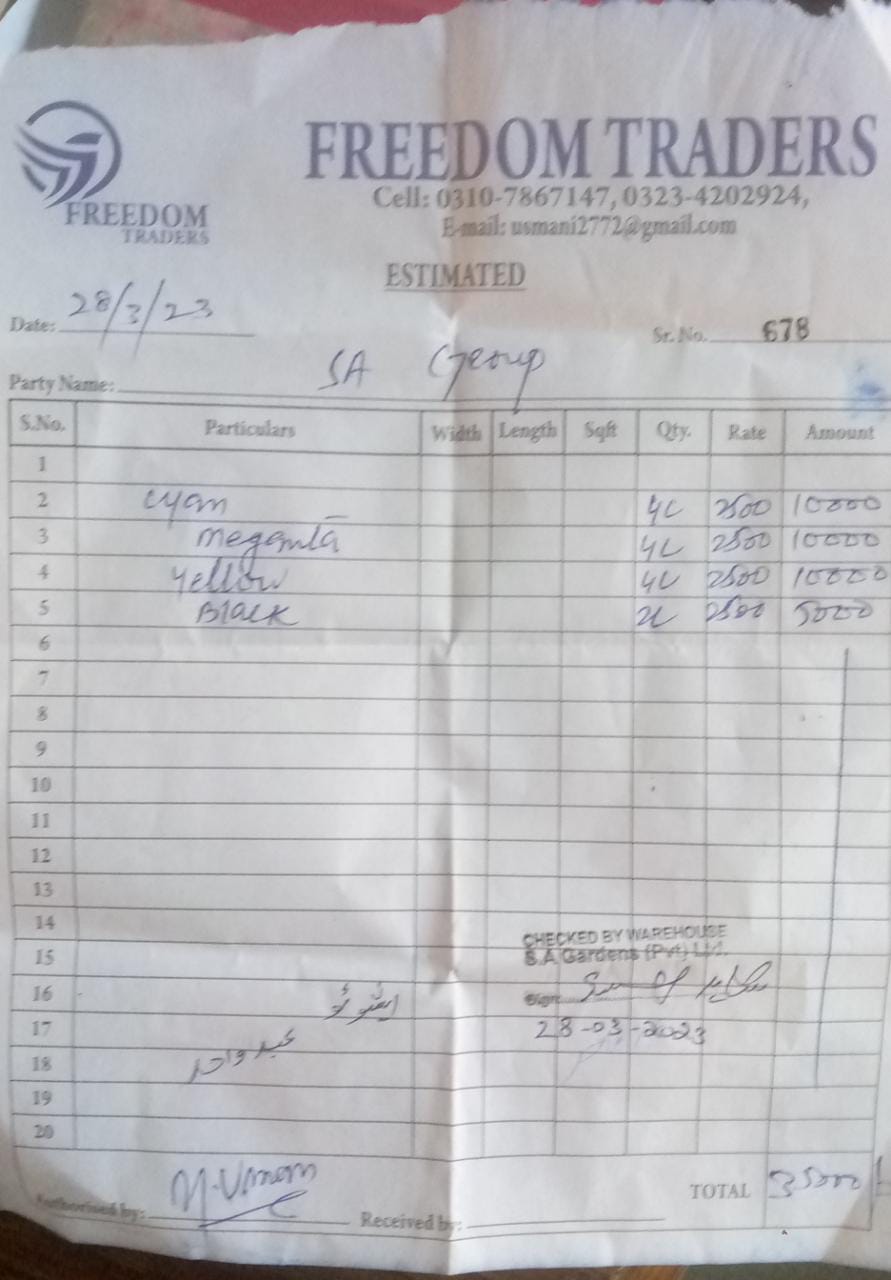 FREEDOM TRADERS
FREEDOM TRADERS
Cell: 0310-7867147, 0323-4202924,
E-mail: usmani2772@gmail.com
ESTIMATED
Date: 28/3/23
Sr. No. 678
Party Name: SA Group
S.No. Particulars Width Length Sqft Qty. Rate Amount
1
2 cyan 4L 2500 10000
3 megenta 4L 2500 10000
4 yellow 4L 2500 10000
5 Black 2L 2500 5000
6
7
8
9
10
11
12
13
14
CHECKED BY WAREHOUSE
15
S.A Gardens (Pvt) Ltd.
16
Sign
17
28-03-2023
18
19
20
TOTAL 35000
Authorised by: M-Usman Received by: